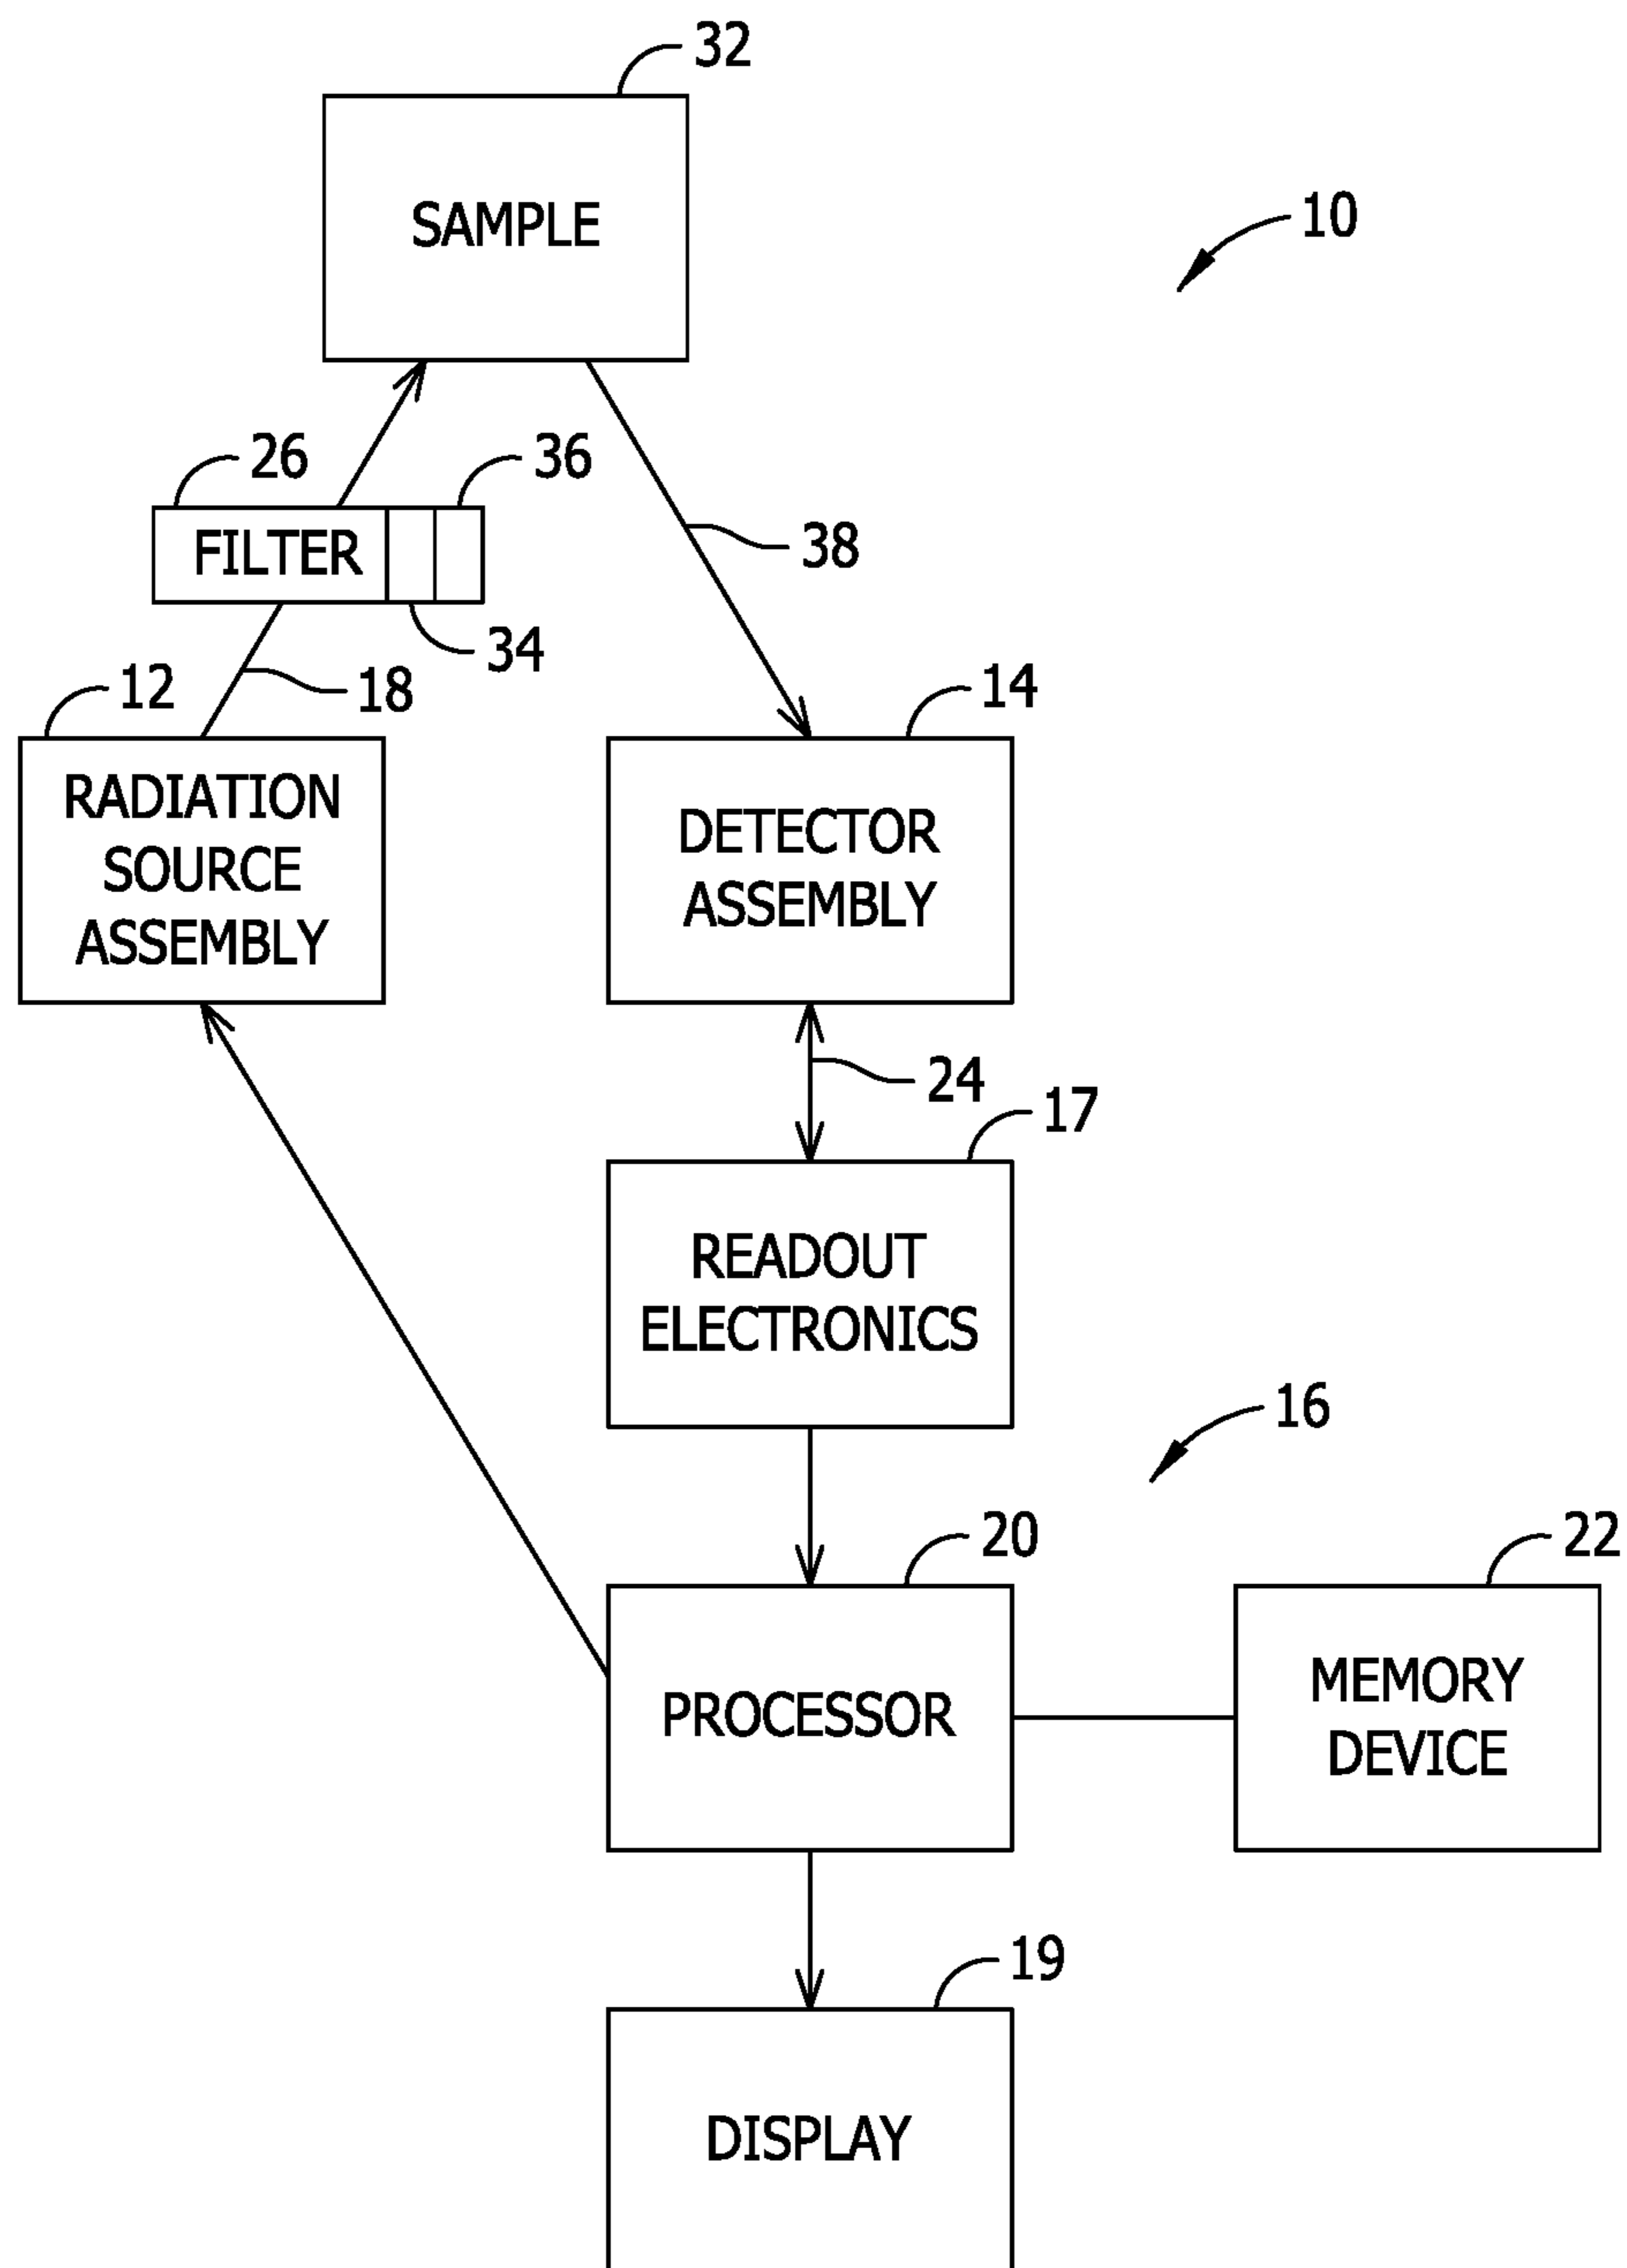 32
SAMPLE
10
26
36
FILTER
38
34
12
18
14
RADIATION
SOURCE
ASSEMBLY
DETECTOR
ASSEMBLY
24
17
READOUT
ELECTRONICS
16
20
22
PROCESSOR
MEMORY
DEVICE
19
DISPLAY